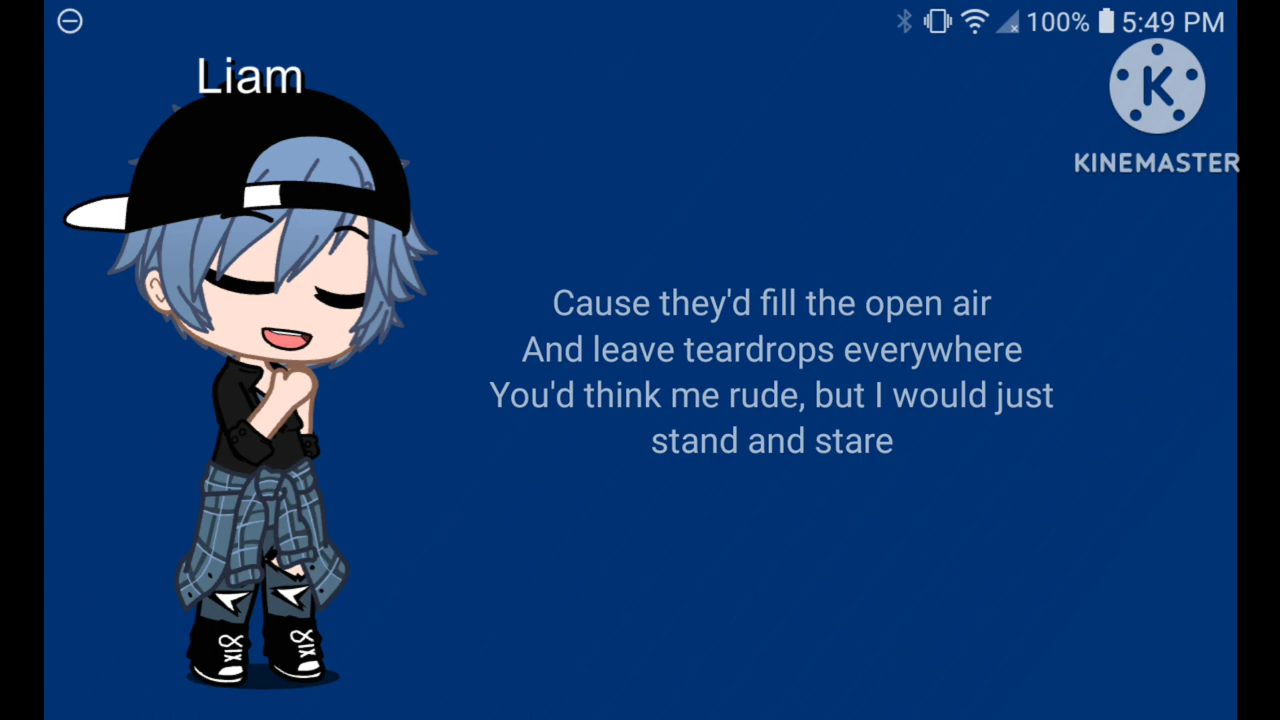 100% 5:49 PM
Liam
K
KINEMASTER
Cause they'd fill the open air
And leave teardrops everywhere
You'd think me rude, but I would just
stand and stare